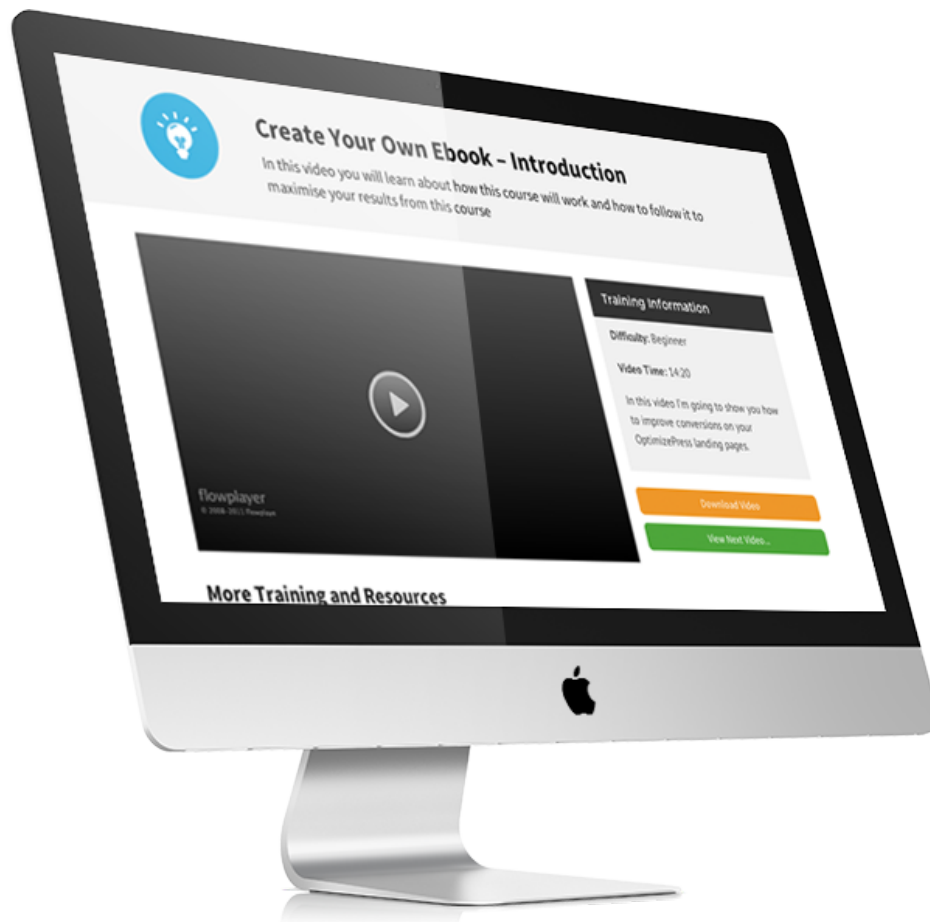 Create Your Own Ebook – Introduction
In this video you will learn about how this course will work and how to follow it to
maximise your results from this course
Training Information
Difficulty: Beginner
Video Time: 14:20
In this video I'm going to show you how
to improve conversions on your
OptimizePress landing pages.
flowplayer
© 2008-2011 Flowplayer
Download Video
View Next Video...
More Training and Resources